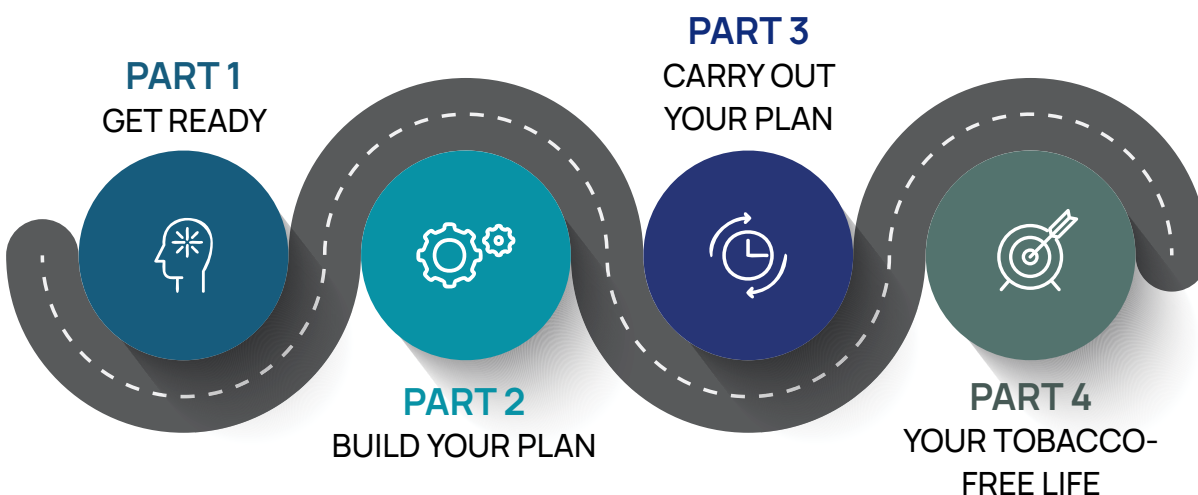 PART 1
GET READY
PART 2
BUILD YOUR PLAN
PART 3
CARRY OUT
YOUR PLAN
PART 4
YOUR TOBACCO-
FREE LIFE